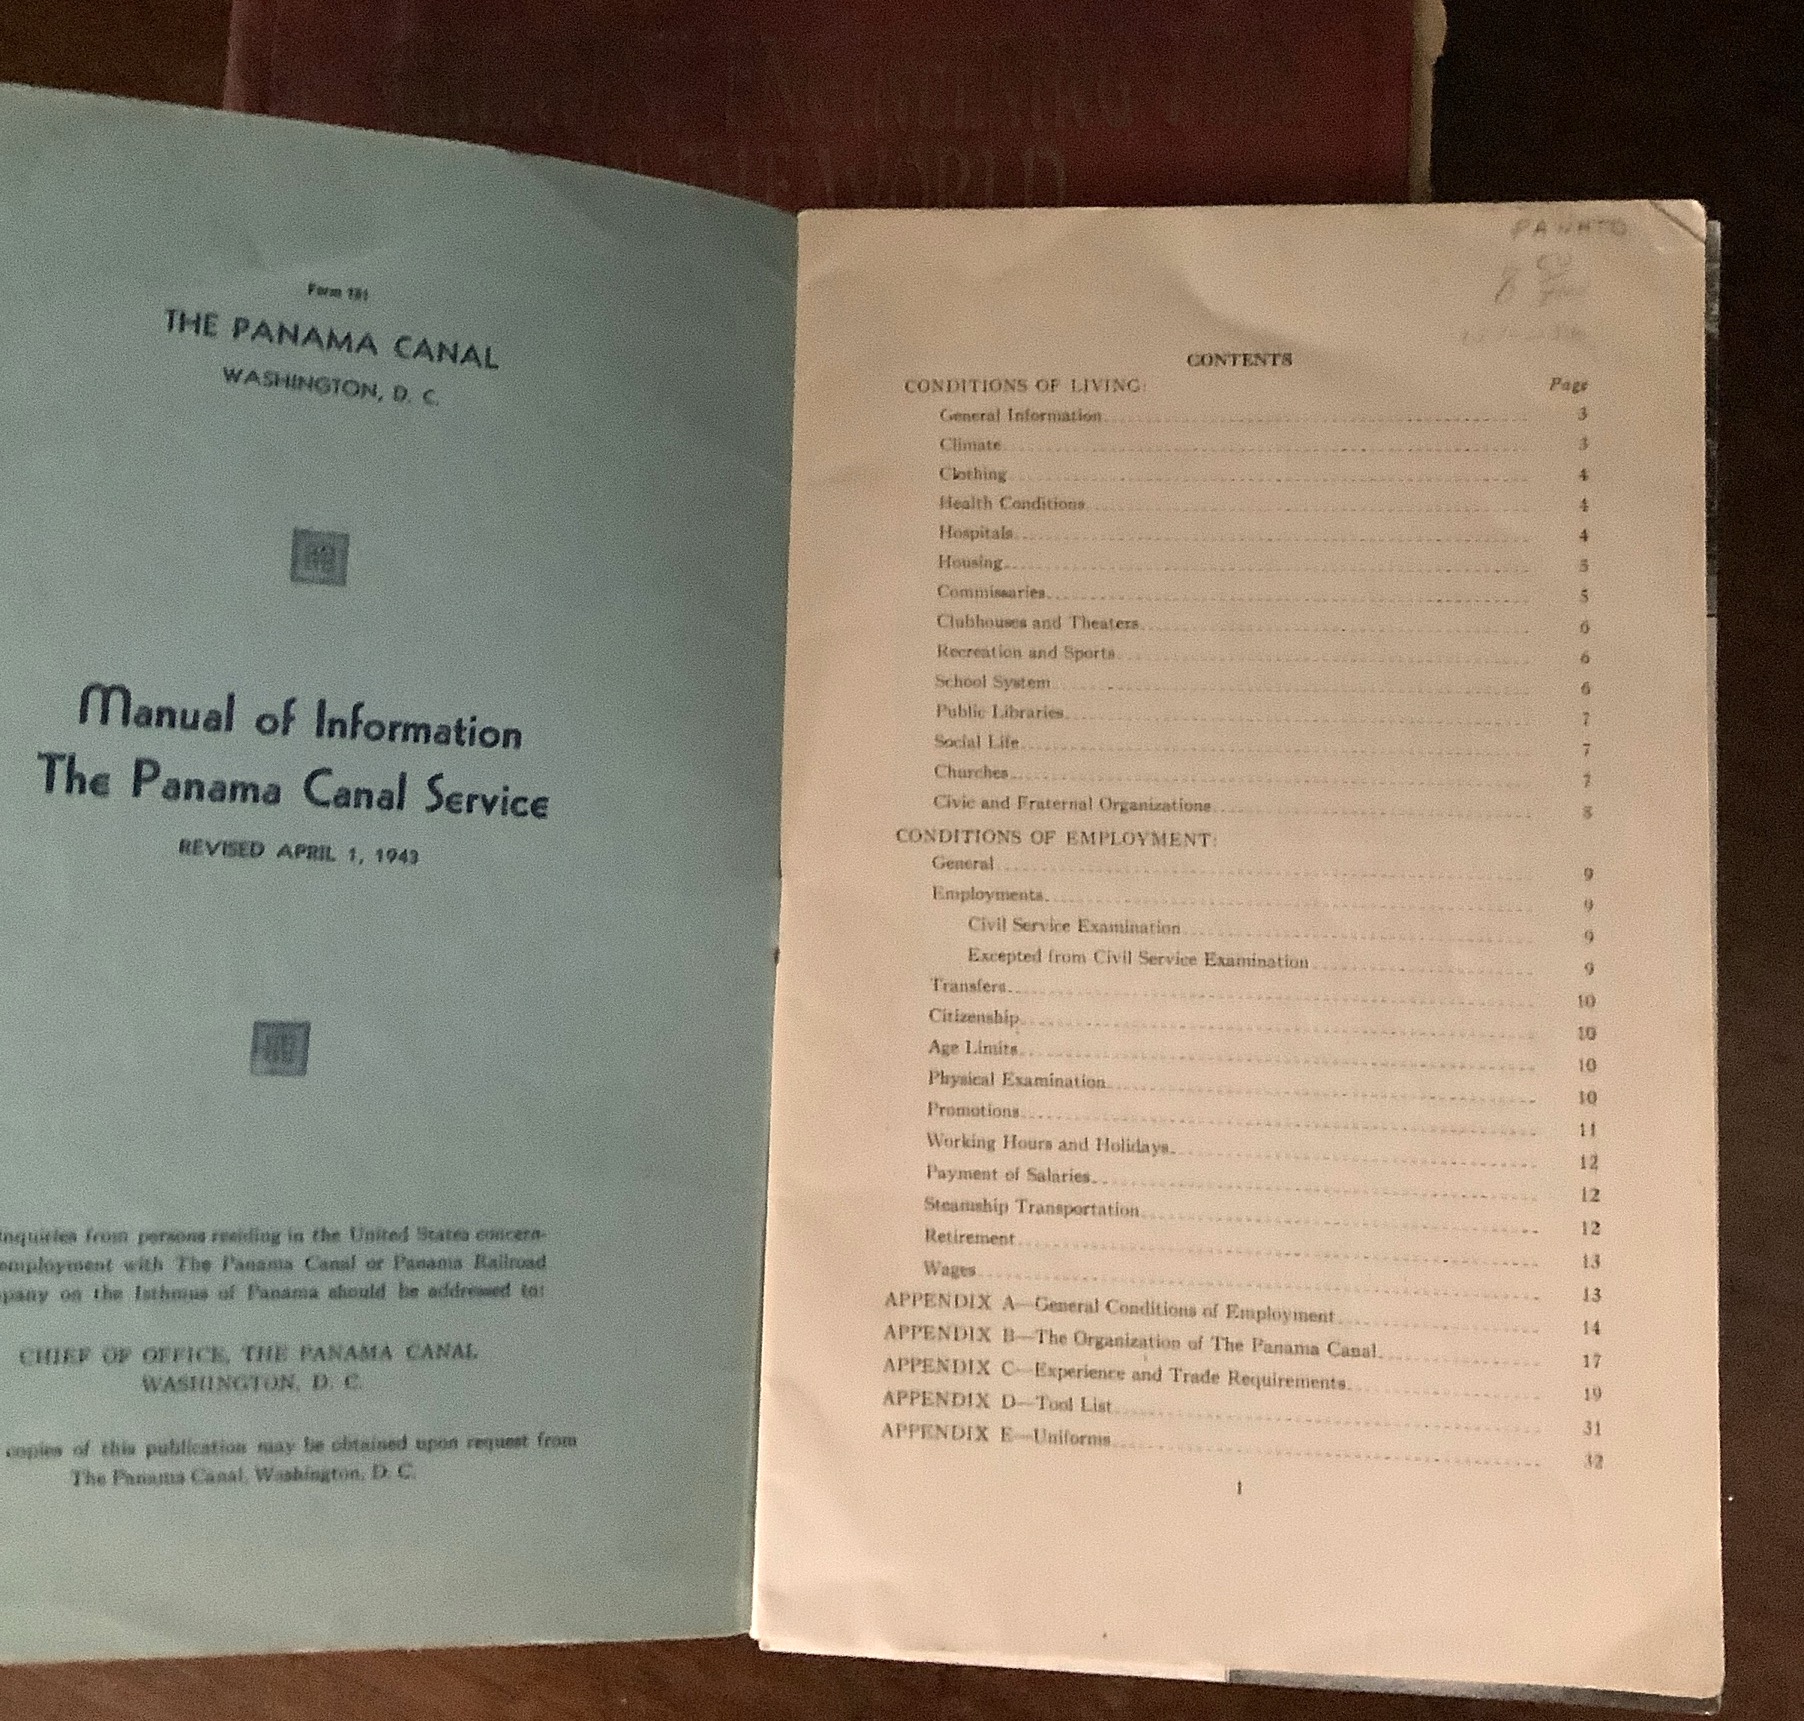 ENGINEERING
THE WORLD
Form 181
THE PANAMA CANAL
WASHINGTON, D. C.
Manual of Information
The Panama Canal Service
REVISED APRIL 1, 1943
nquiries from persons residing in the United States concern-
employment with The Panama Canal or Panama Railroad
pany on the Isthmus of Panama should be addressed to:
CHIEF OF OFFICE, THE PANAMA CANAL
WASHINGTON, D. C.
copies of this publication may be obtained upon request from
The Panama Canal, Washington, D. C.
CONTENTS
CONDITIONS OF LIVING: Page
General Information 3
Climate 3
Clothing 4
Health Conditions 4
Hospitals 4
Housing 5
Commissaries 5
Clubhouses and Theaters 6
Recreation and Sports 6
School System 6
Public Libraries 7
Social Life 7
Churches 7
Civic and Fraternal Organizations 8
CONDITIONS OF EMPLOYMENT:
General 9
Employments 9
Civil Service Examination 9
Excepted from Civil Service Examination 9
Transfers 10
Citizenship 10
Age Limits 10
Physical Examination 10
Promotions 11
Working Hours and Holidays 12
Payment of Salaries 12
Steamship Transportation 12
Retirement 13
Wages 13
APPENDIX A—General Conditions of Employment 14
APPENDIX B—The Organization of The Panama Canal 17
APPENDIX C—Experience and Trade Requirements 19
APPENDIX D—Tool List 31
APPENDIX E—Uniforms 32
1